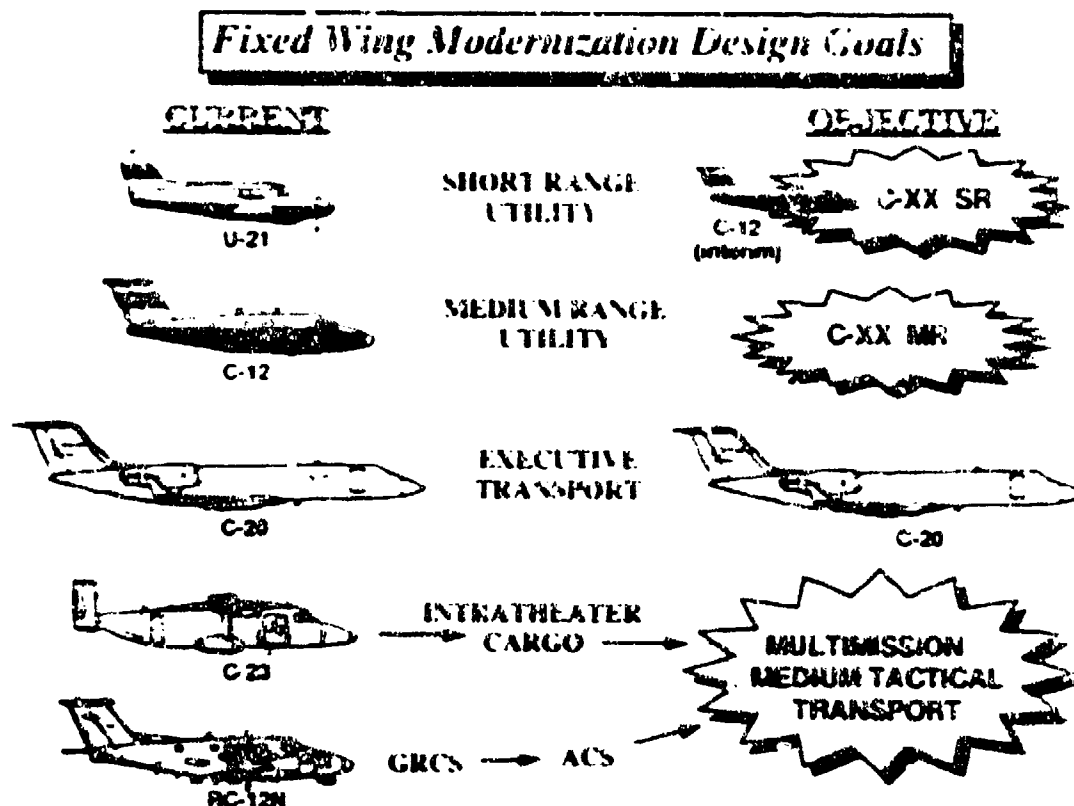 Fixed Wing Modernization Design Goals
CURRENT
OBJECTIVE
U-21
SHORT RANGE
UTILITY
C-12
(interim)
C-XX SR
C-12
MEDIUM RANGE
UTILITY
C-XX MR
C-20
EXECUTIVE
TRANSPORT
C-20
C-23
INTRATHEATER
CARGO
MULTIMISSION
MEDIUM TACTICAL
TRANSPORT
RC-12N
GRCS
ACS